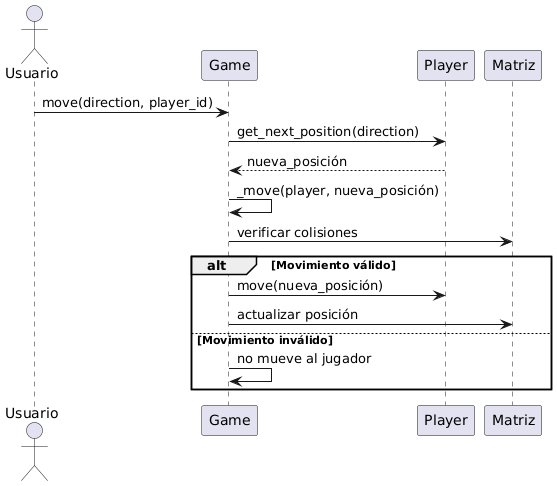 Usuario
Game
Player
Matriz
move(direction, player_id)
get_next_position(direction)
nueva_posición
_move(player, nueva_posición)
verificar colisiones
alt
[Movimiento válido]
move(nueva_posición)
actualizar posición
[Movimiento inválido]
no mueve al jugador
Usuario
Game
Player
Matriz